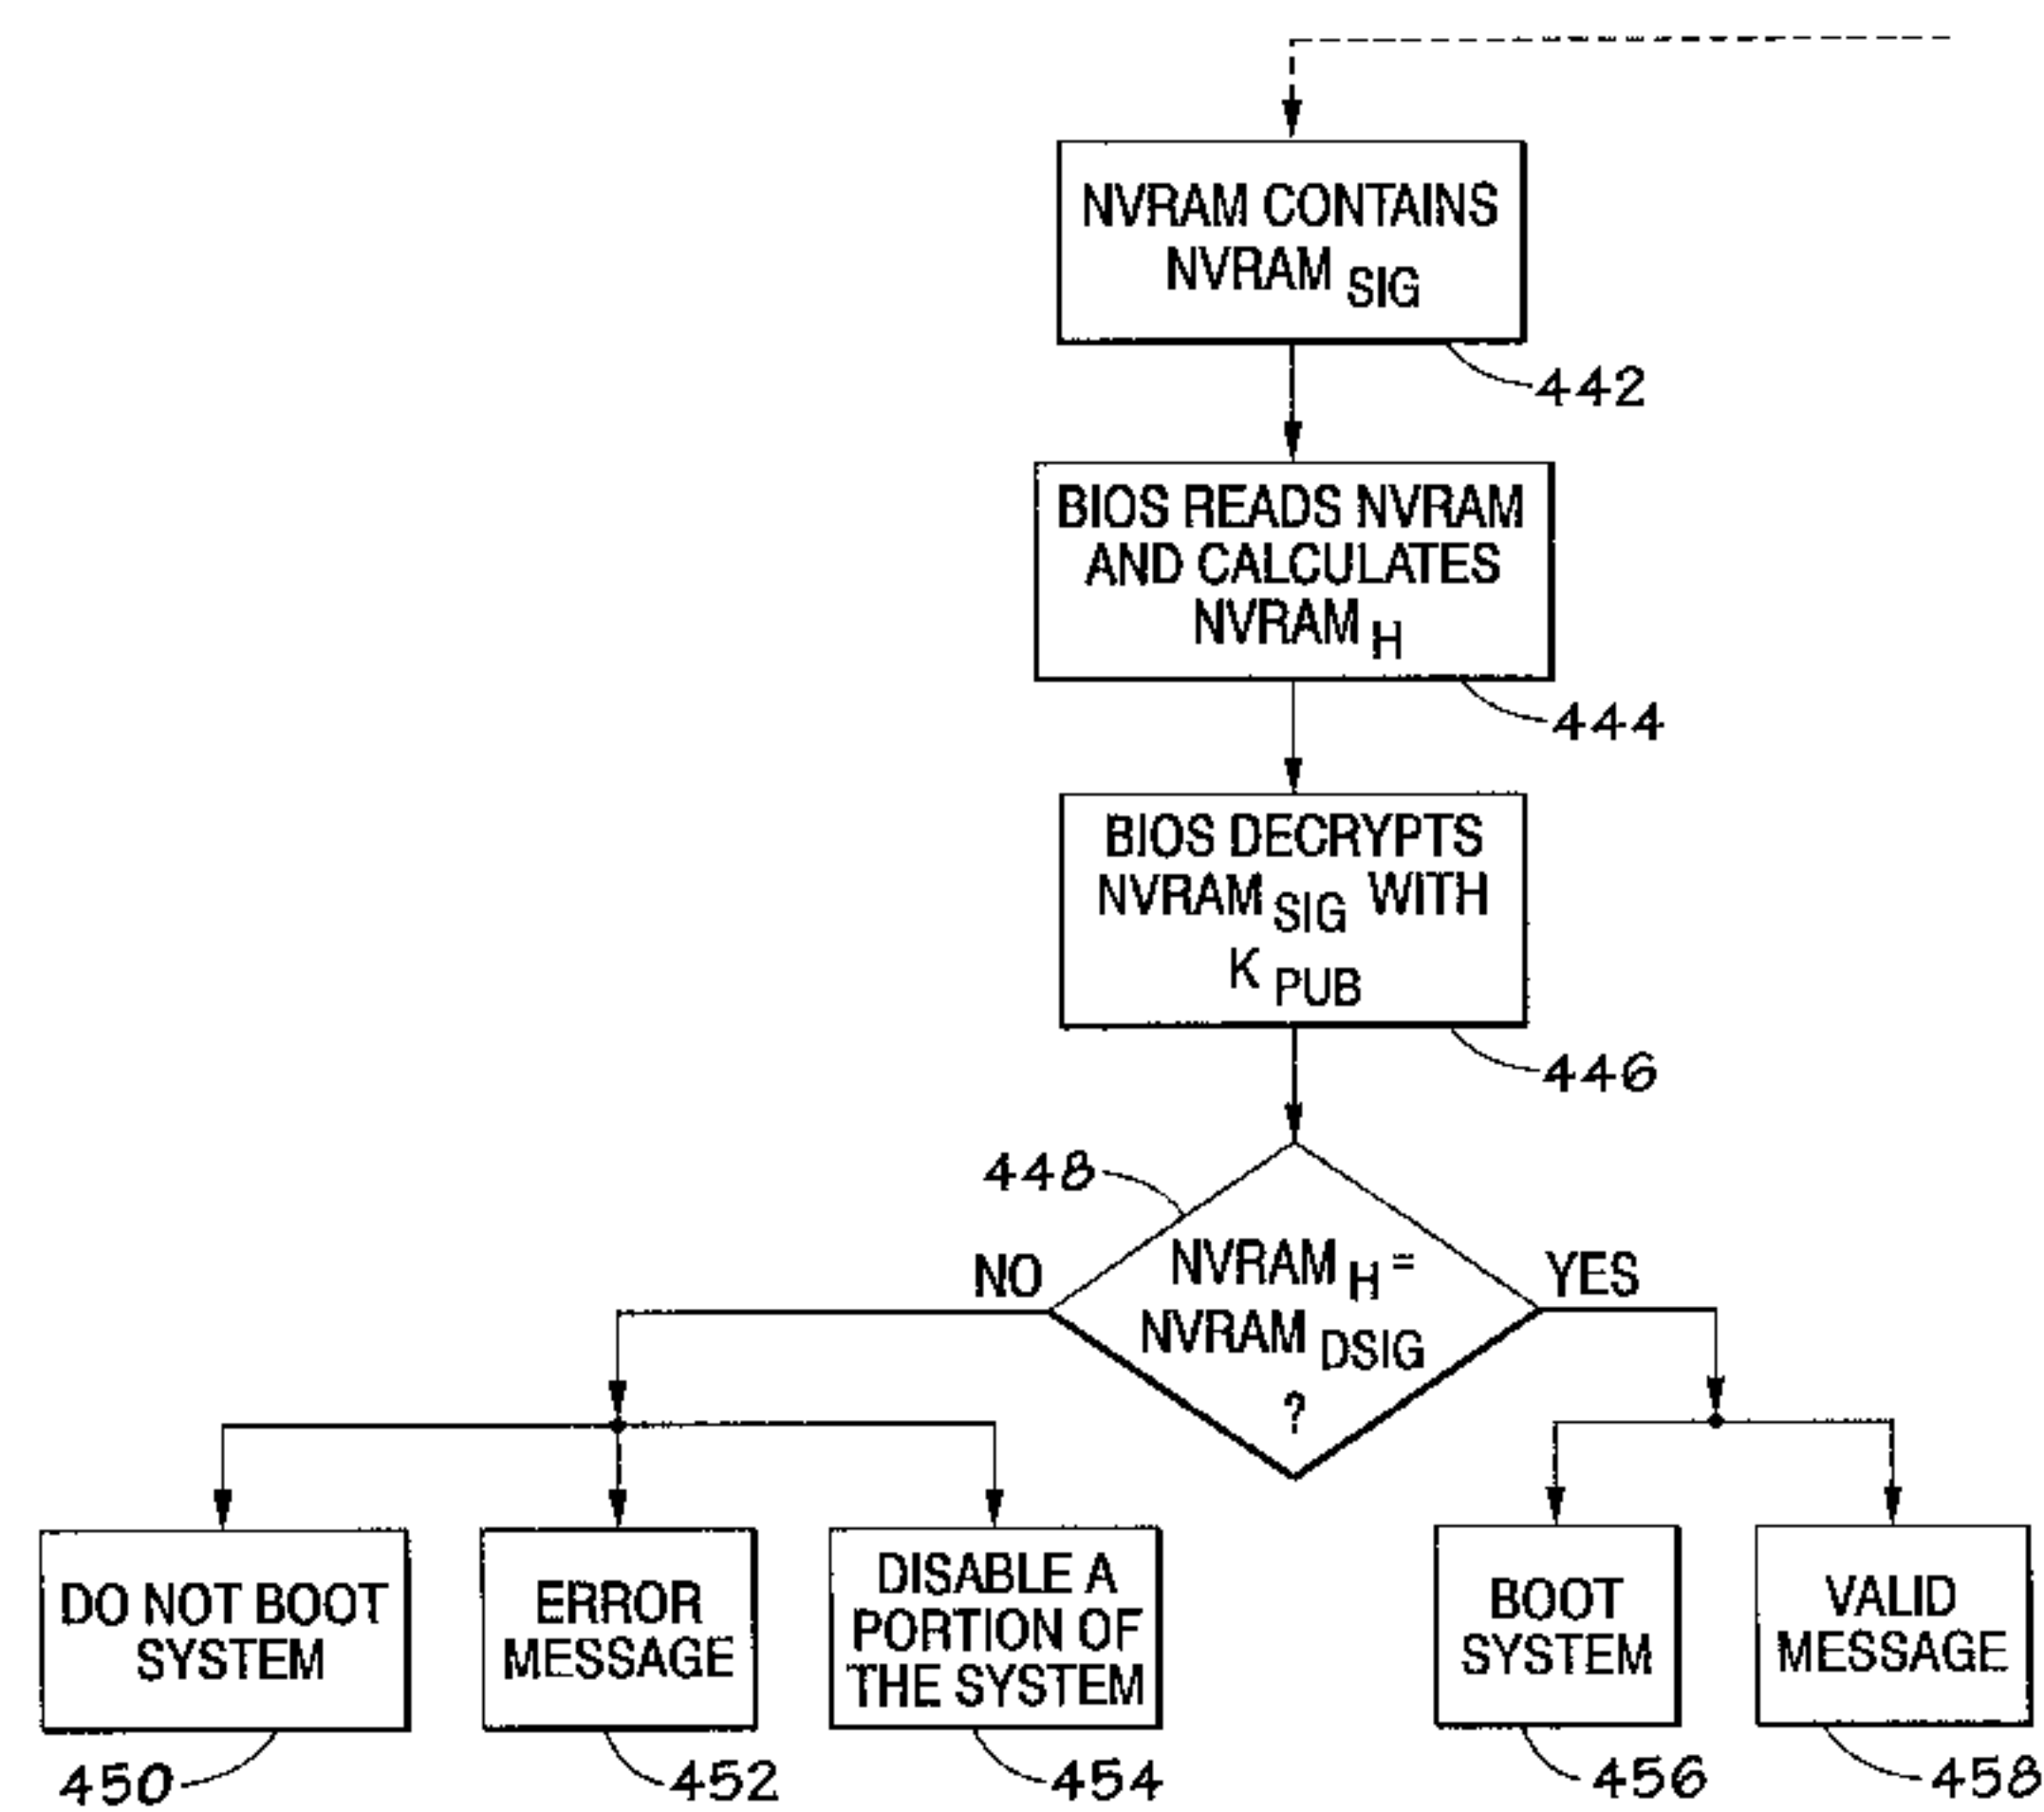 NVRAM CONTAINS
NVRAM SIG
442
BIOS READS NVRAM
AND CALCULATES
NVRAM H
444
BIOS DECRYPTS
NVRAM SIG WITH
K PUB
446
448
NO
NVRAM H =
NVRAM DSIG
?
YES
DO NOT BOOT
SYSTEM
450
ERROR
MESSAGE
452
DISABLE A
PORTION OF
THE SYSTEM
454
BOOT
SYSTEM
456
VALID
MESSAGE
458